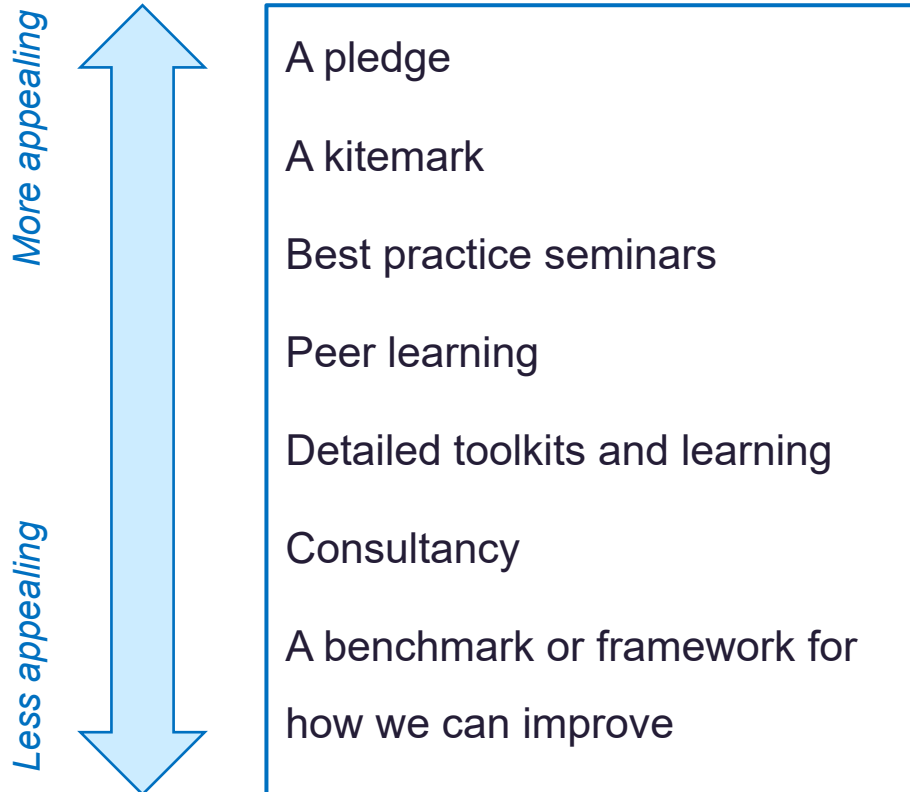 More appealing
Less appealing
A pledge
A kitemark
Best practice seminars
Peer learning
Detailed toolkits and learning
Consultancy
A benchmark or framework for
how we can improve